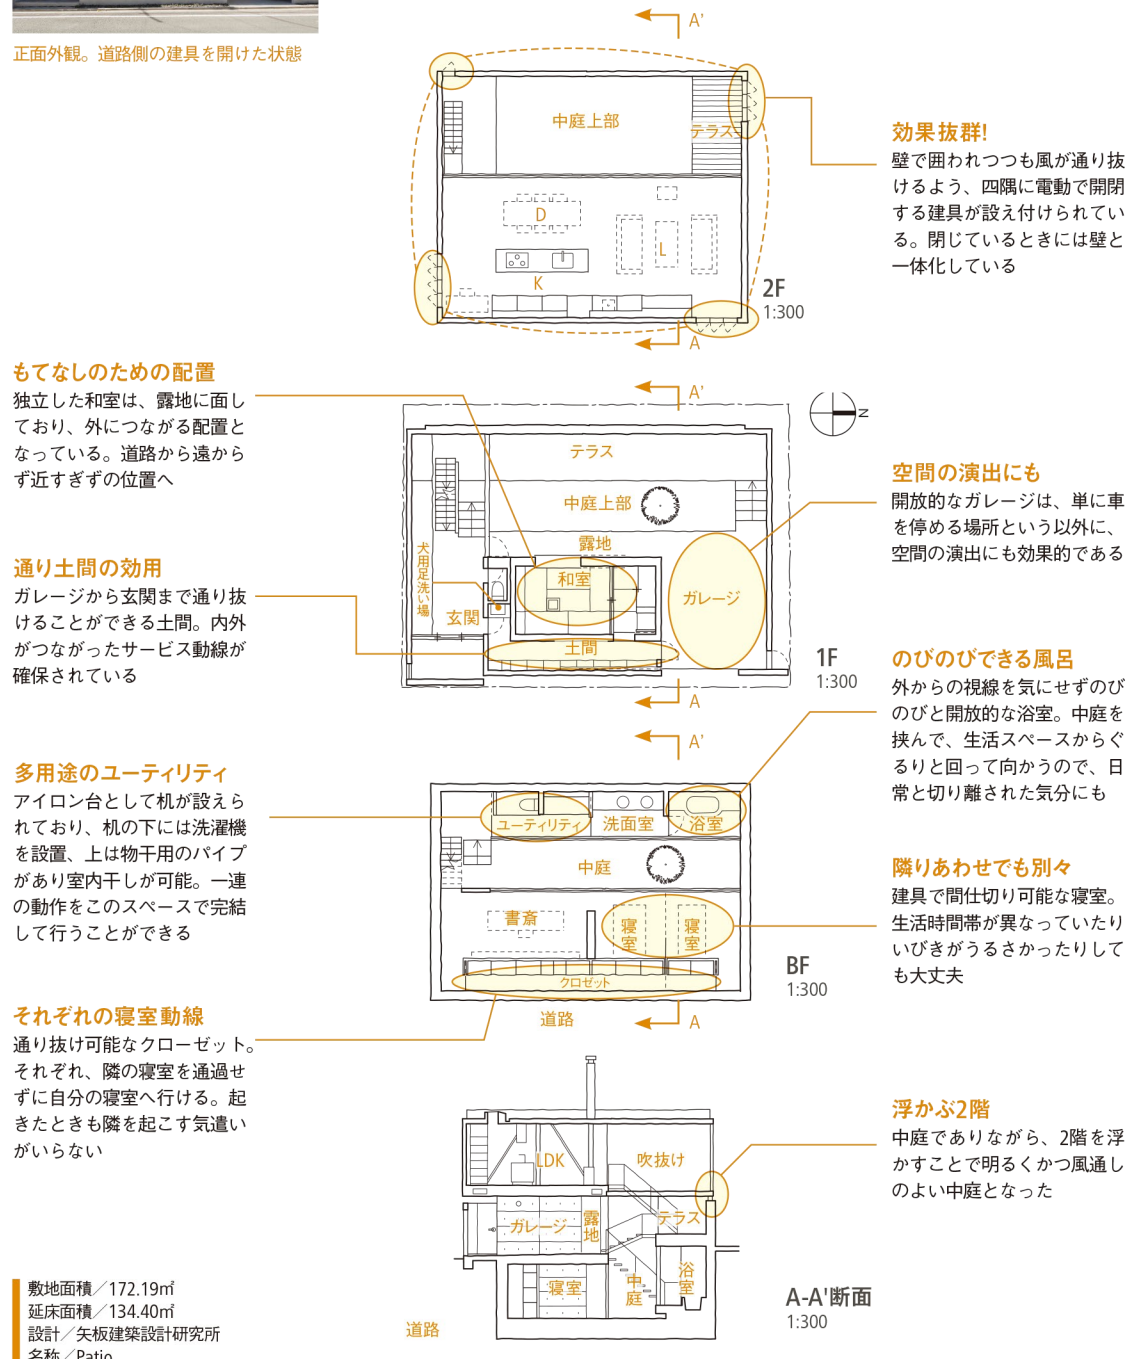 正面外観。道路側の建具を開けた状態
A'
中庭上部
テラス
D
L
K
2F
1:300
A
効果抜群!
壁で囲われつつも風が通り抜
けるよう、四隅に電動で開閉
する建具が設え付けられてい
る。閉じているときには壁と
一体化している
もてなしのための配置
独立した和室は、露地に面し
ており、外につながる配置と
なっている。道路から遠から
ず近すぎずの位置へ
通り土間の効用
ガレージから玄関まで通り抜
けることができる土間。内外
がつながったサービス動線が
確保されている
A'
N
テラス
中庭上部
露地
犬用足洗い場
和室
ガレージ
玄関
土間
1F
1:300
A
空間の演出にも
開放的なガレージは、単に車
を停める場所という以外に、
空間の演出にも効果的である
のびのびできる風呂
外からの視線を気にせずのび
のびと開放的な浴室。中庭を
挟んで、生活スペースからぐ
るりと回って向かうので、日
常と切り離された気分にも
多用途のユーティリティ
アイロン台として机が設えら
れており、机の下には洗濯機
を設置、上は物干用のパイプ
があり室内干しが可能。一連
の動作をこのスペースで完結
して行うことができる
A'
ユーティリティ
洗面室
浴室
中庭
書斎
寝室
寝室
クロゼット
BF
1:300
道路
A
隣りあわせでも別々
建具で間仕切り可能な寝室。
生活時間帯が異なっていたり
いびきがうるさかったりして
も大丈夫
それぞれの寝室動線
通り抜け可能なクローゼット。
それぞれ、隣の寝室を通過せ
ずに自分の寝室へ行ける。起
きたときも隣を起こす気遣い
がいらない
LDK
吹抜け
ガレージ
露地
テラス
寝室
中庭
浴室
道路
A-A'断面
1:300
浮かぶ2階
中庭でありながら、2階を浮
かすことで明るくかつ風通し
のよい中庭となった
敷地面積／172.19㎡
延床面積／134.40㎡
設計／矢板建築設計研究所
名称／Patio